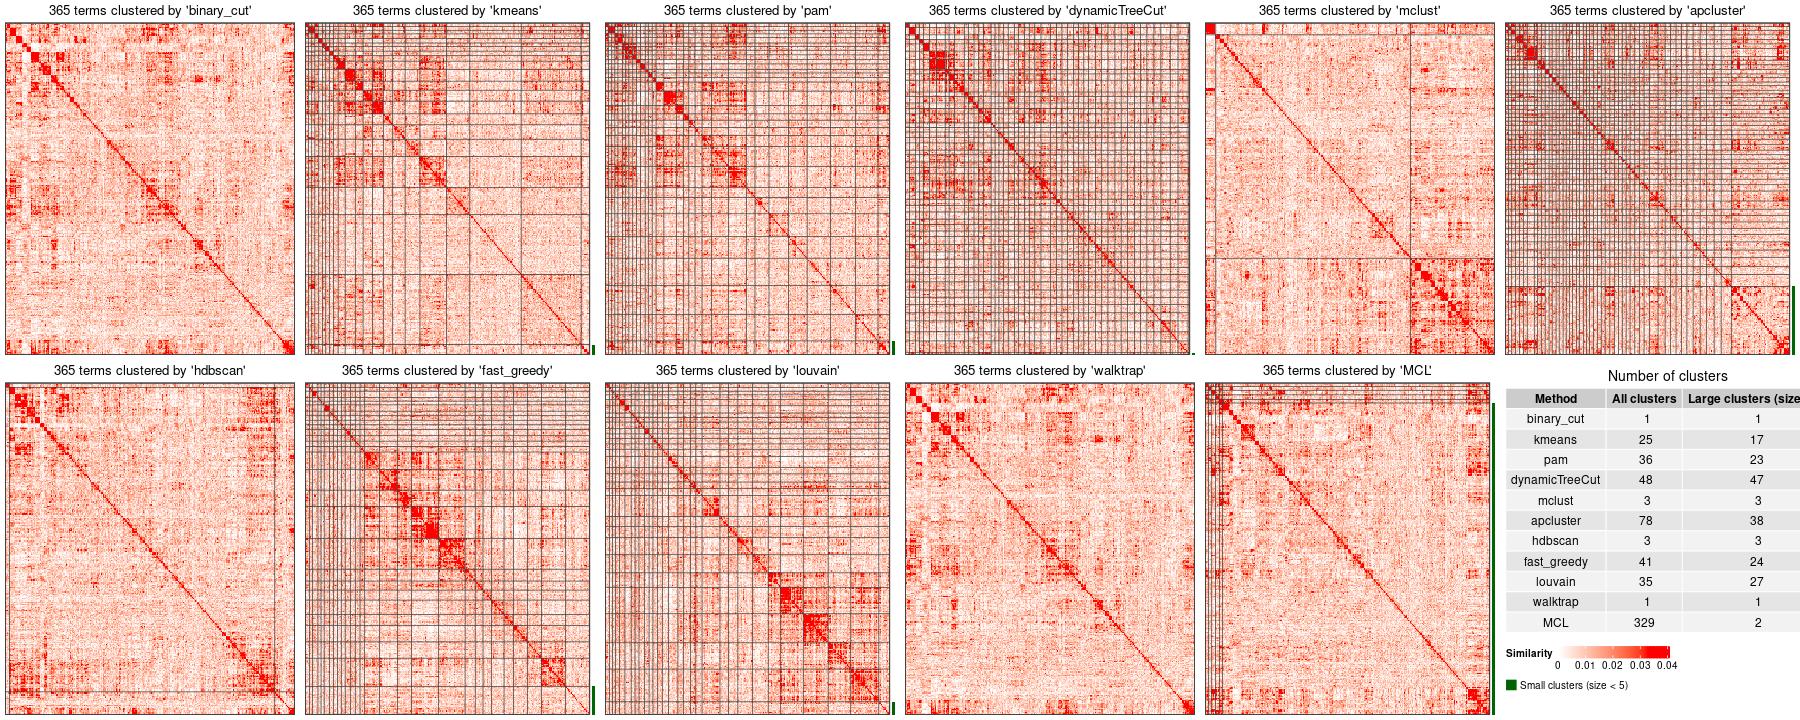 365 terms clustered by 'binary_cut'
365 terms clustered by 'kmeans'
365 terms clustered by 'pam'
365 terms clustered by 'dynamicTreeCut'
365 terms clustered by 'mclust'
365 terms clustered by 'apcluster'
365 terms clustered by 'hdbscan'
365 terms clustered by 'fast_greedy'
365 terms clustered by 'louvain'
365 terms clustered by 'walktrap'
365 terms clustered by 'MCL'
Number of clusters
Method All clusters Large clusters (size
binary_cut 1 1
kmeans 25 17
pam 36 23
dynamicTreeCut 48 47
mclust 3 3
apcluster 78 38
hdbscan 3 3
fast_greedy 41 24
louvain 35 27
walktrap 1 1
MCL 329 2
Similarity
0 0.01 0.02 0.03 0.04
Small clusters (size < 5)